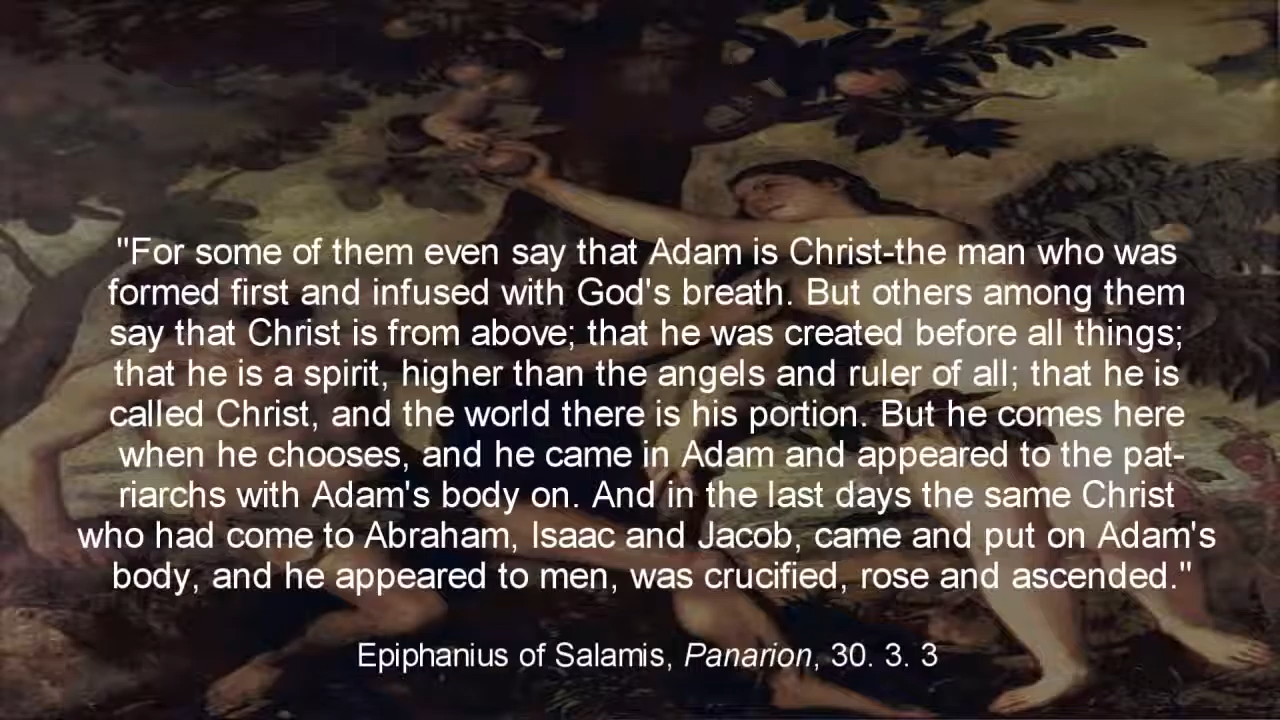 "For some of them even say that Adam is Christ-the man who was
formed first and infused with God's breath. But others among them
say that Christ is from above; that he was created before all things;
that he is a spirit, higher than the angels and ruler of all; that he is
called Christ, and the world there is his portion. But he comes here
when he chooses, and he came in Adam and appeared to the pat-
riarchs with Adam's body on. And in the last days the same Christ
who had come to Abraham, Isaac and Jacob, came and put on Adam's
body, and he appeared to men, was crucified, rose and ascended."
Epiphanius of Salamis, Panarion, 30. 3. 3